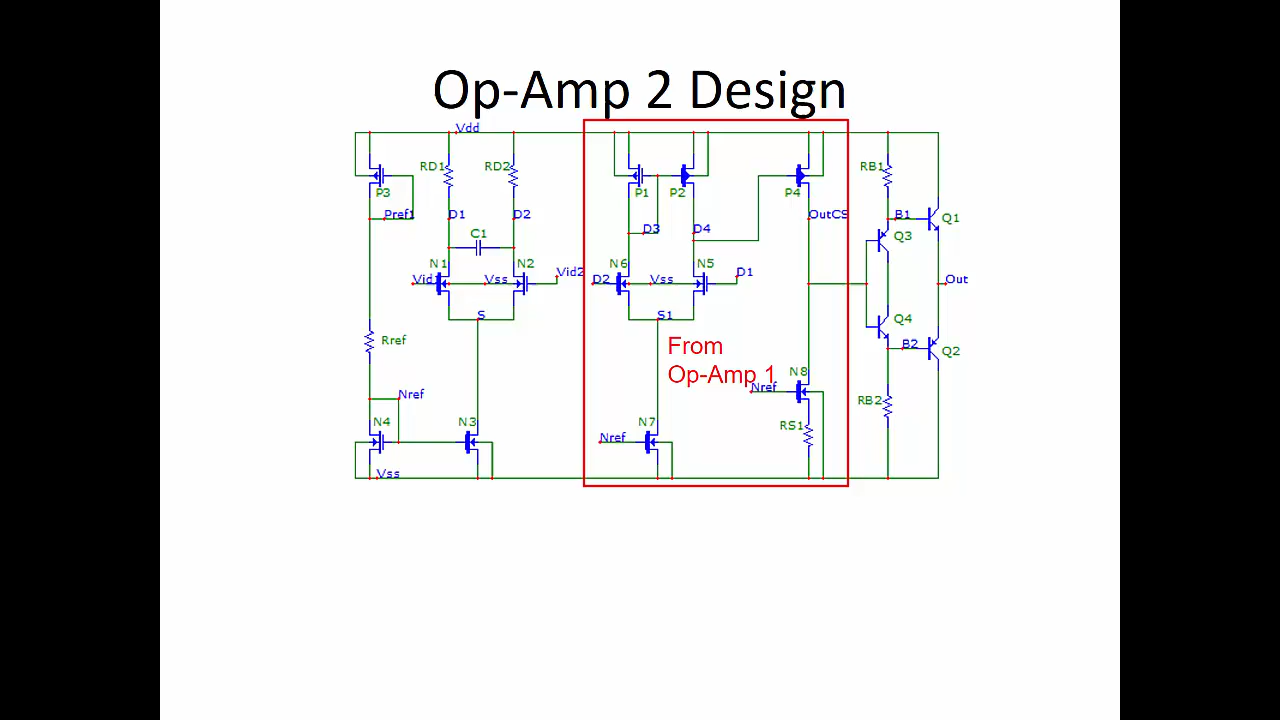 Op-Amp 2 Design
Vdd
RD1
RD2
RB1
P3
P1
P2
P4
Pref1
D1
D2
OutCS
B1
Q1
C1
D3
D4
Q3
N1
N2
N6
N5
Vid
Vss
Vid2
D2
Vss
D1
Out
S
S1
Q4
Rref
From
Op-Amp 1
B2
Q2
N8
Nref
Nref
RB2
N4
N3
N7
RS1
Nref
Vss